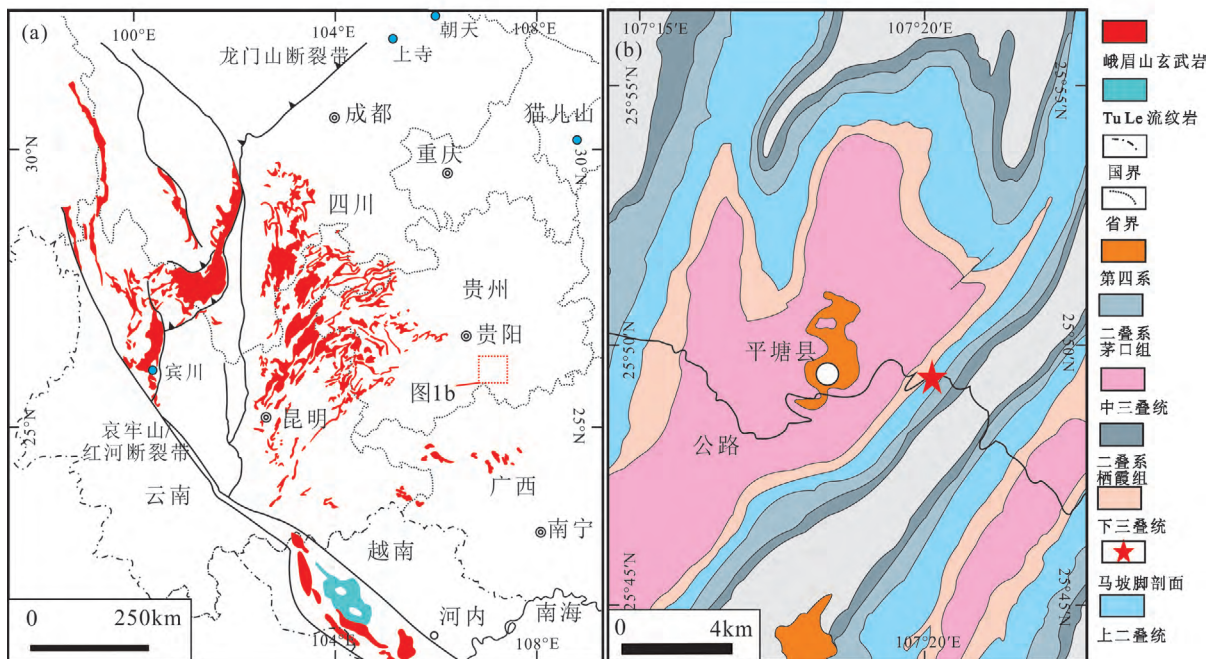 (a)
100°E
104°E
108°E
朝天
上寺
龙门山断裂带
成都
猫儿山
30°N
30°N
重庆
四川
贵州
贵阳
宾川
图1b
昆明
25°N
25°N
哀牢山/
红河断裂带
云南
广西
南宁
越南
河内
南海
0
250km
104°E
108°E
(b)
107°15′E
107°20′E
25°55′N
25°55′N
25°50′N
25°50′N
平塘县
公路
25°45′N
25°45′N
0
4km
107°20′E
峨眉山玄武岩
Tu Le 流纹岩
国界
省界
第四系
二叠系
茅口组
中三叠统
二叠系
栖霞组
下三叠统
马坡脚剖面
上二叠统